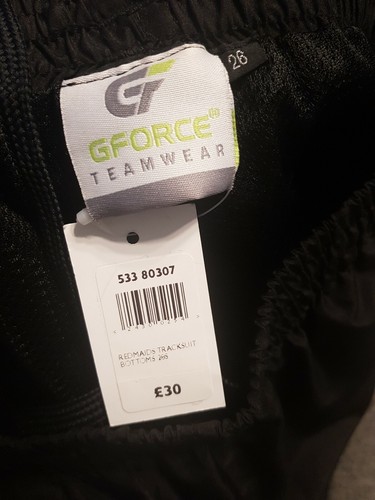 GF
26
GFORCE
TEAMWEAR
533 80307
REDMAIDS TRACKSUIT
BOTTOMS 26
£30